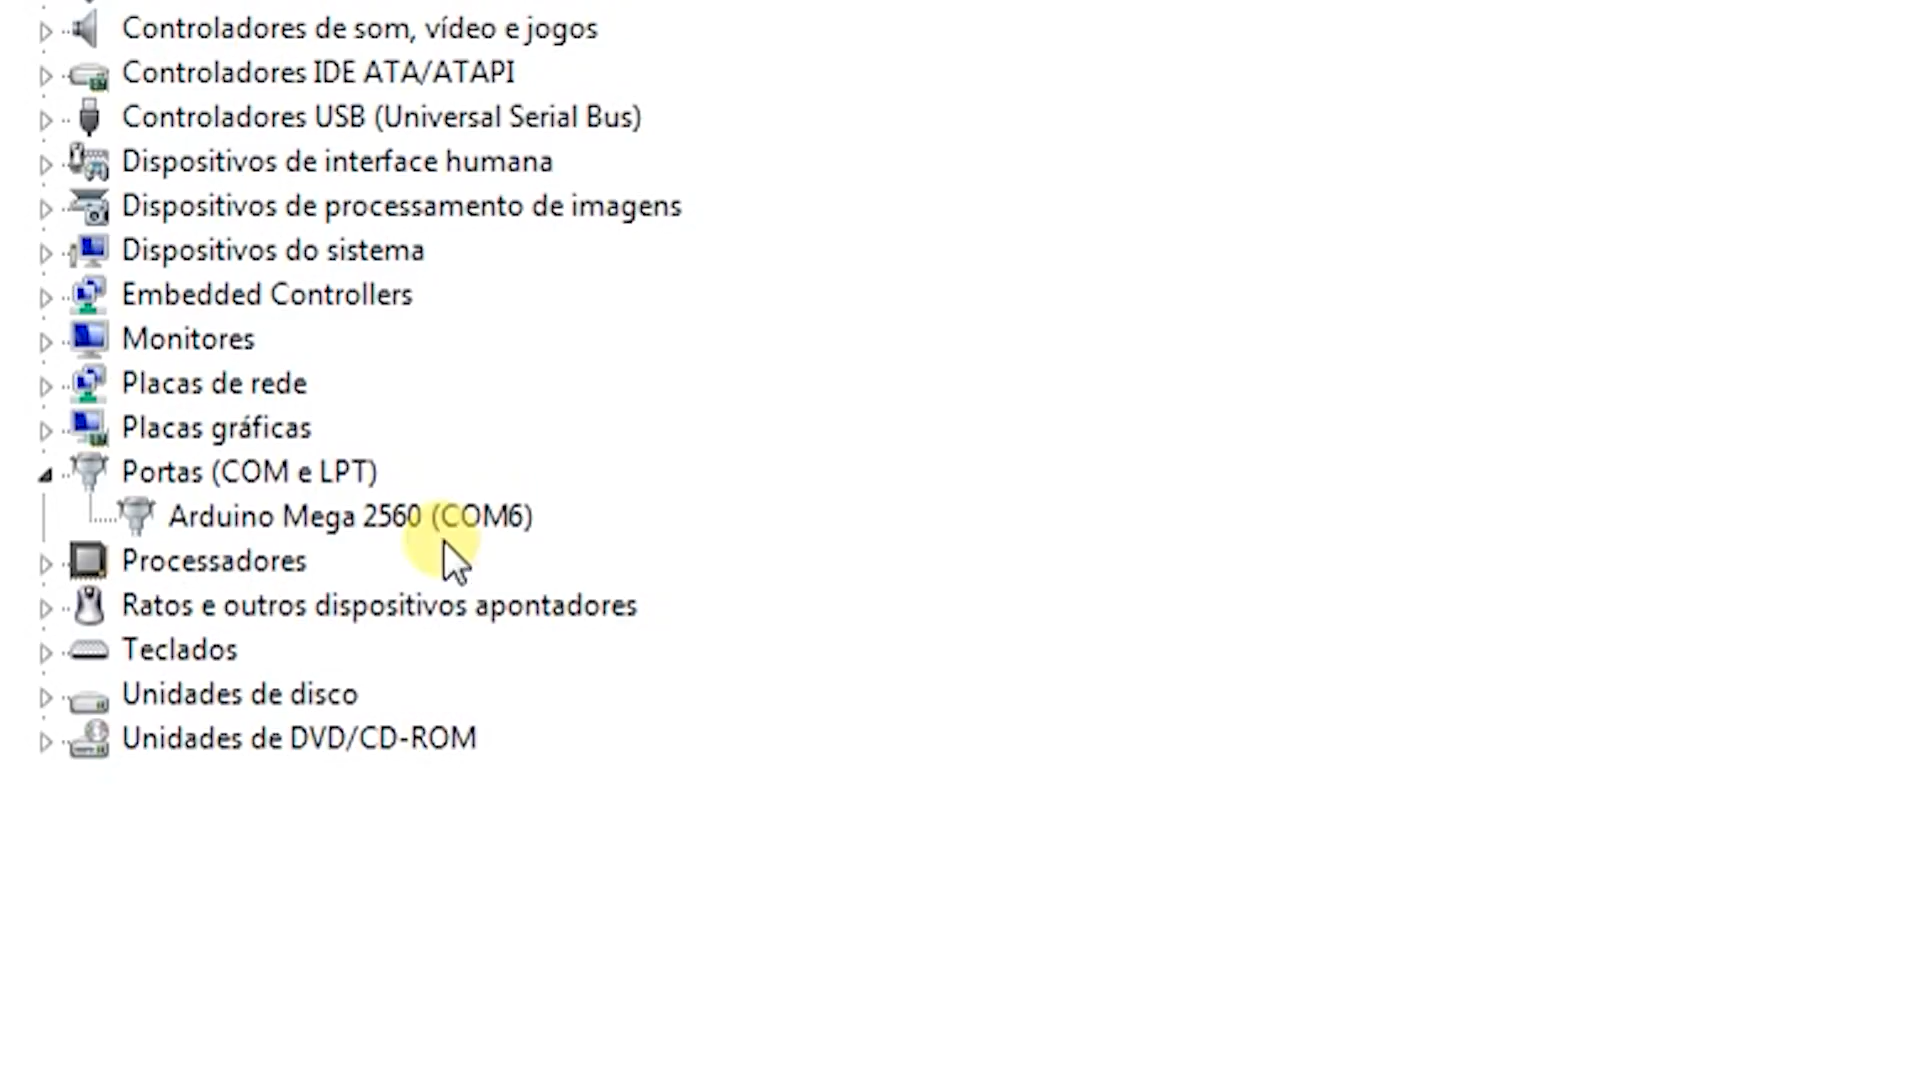 Controladores de som, vídeo e jogos
Controladores IDE ATA/ATAPI
Controladores USB (Universal Serial Bus)
Dispositivos de interface humana
Dispositivos de processamento de imagens
Dispositivos do sistema
Embedded Controllers
Monitores
Placas de rede
Placas gráficas
Portas (COM e LPT)
Arduino Mega 2560 (COM6)
Processadores
Ratos e outros dispositivos apontadores
Teclados
Unidades de disco
Unidades de DVD/CD-ROM